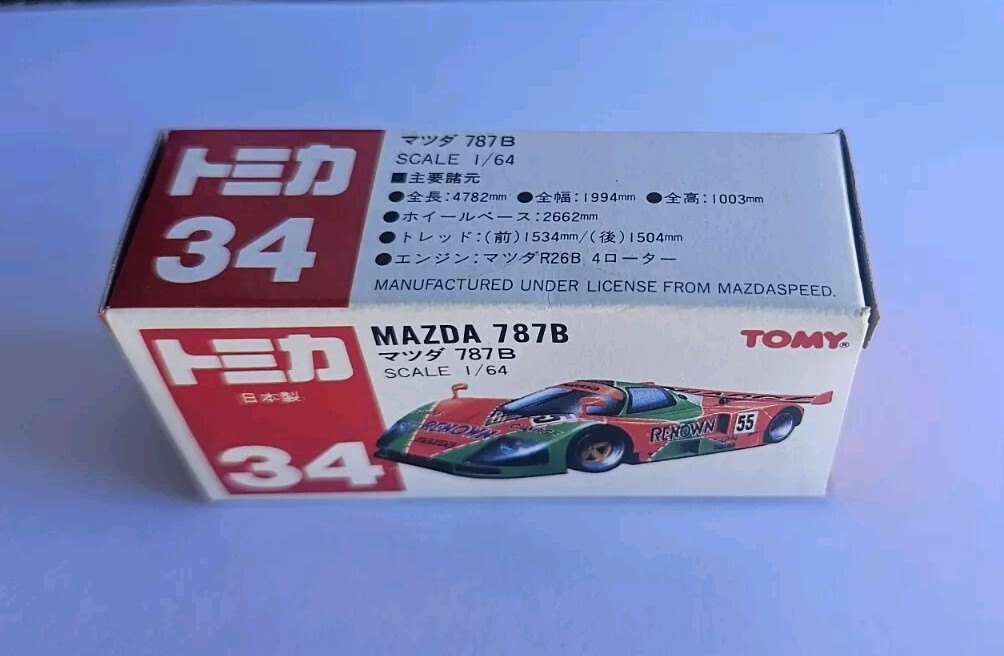 トミカ
34
マツダ 787B
SCALE 1/64
■主要諸元
●全長:4782mm ●全幅:1994mm ●全高:1003mm
●ホイールベース:2662mm
●トレッド:(前)1534mm/(後)1504mm
●エンジン:マツダR26B 4ローター
MANUFACTURED UNDER LICENSE FROM MAZDASPEED.
トミカ
日本製
34
MAZDA 787B
マツダ 787B
SCALE 1/64
TOMY®
RENOWN
mazda
RENOWN
55